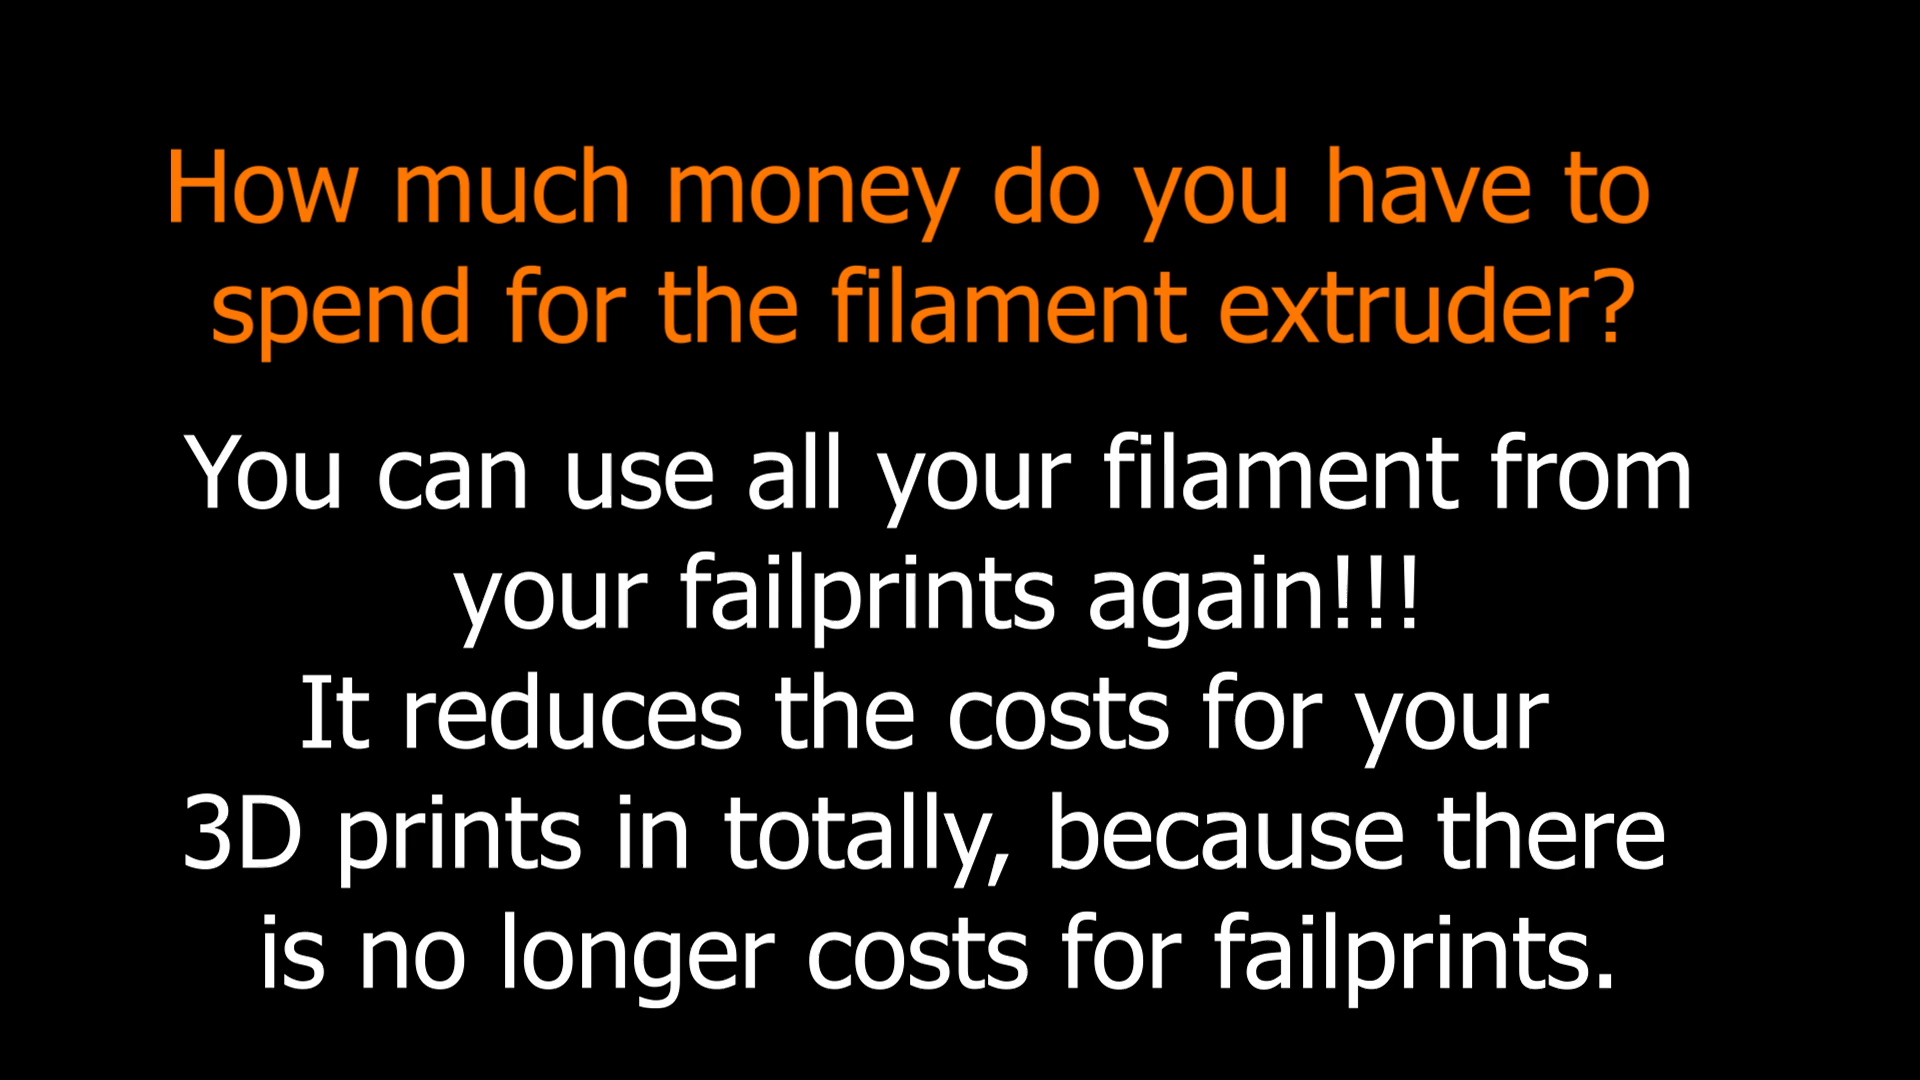 How much money do you have to
spend for the filament extruder?
You can use all your filament from
your failprints again!!!
It reduces the costs for your
3D prints in totally, because there
is no longer costs for failprints.